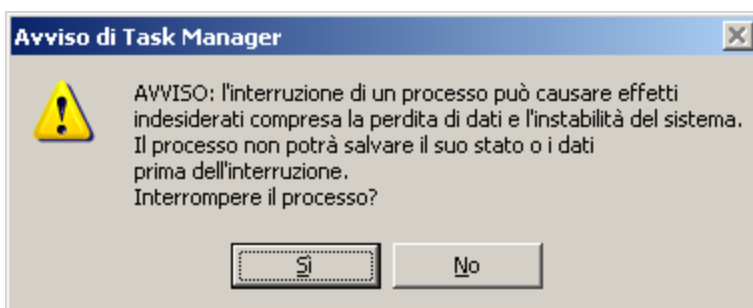 Avviso di Task Manager
AVVISO: l'interruzione di un processo può causare effetti
indesiderati compresa la perdita di dati e l'instabilità del sistema.
Il processo non potrà salvare il suo stato o i dati
prima dell'interruzione.
Interrompere il processo?
Sì No